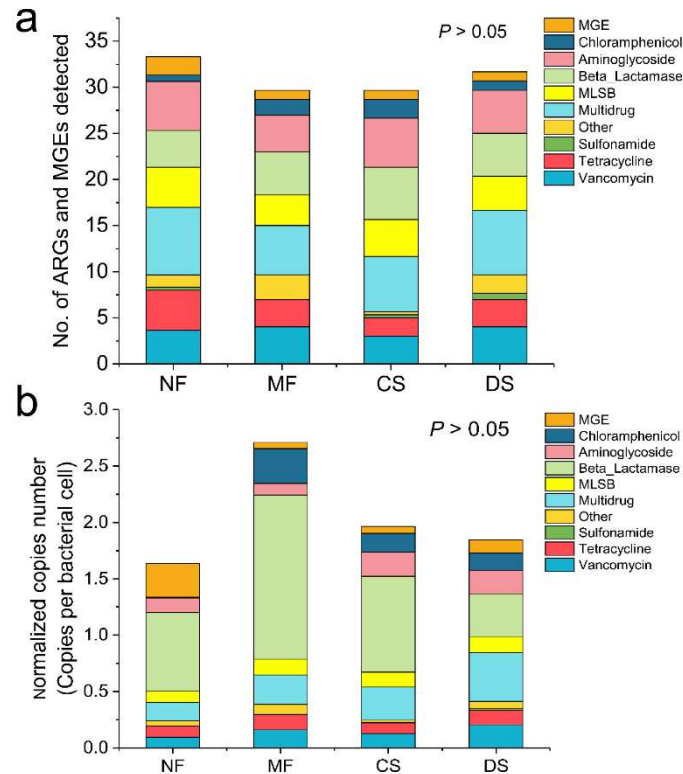 a
P > 0.05
No. of ARGs and MGEs detected
35
30
25
20
15
10
5
0
NF MF CS DS
MGE
Chloramphenicol
Aminoglycoside
Beta_Lactamase
MLSB
Multidrug
Other
Sulfonamide
Tetracycline
Vancomycin
b
P > 0.05
Normalized copies number
(Copies per bacterial cell)
3.0
2.5
2.0
1.5
1.0
0.5
0.0
NF MF CS DS
MGE
Chloramphenicol
Aminoglycoside
Beta_Lactamase
MLSB
Multidrug
Other
Sulfonamide
Tetracycline
Vancomycin